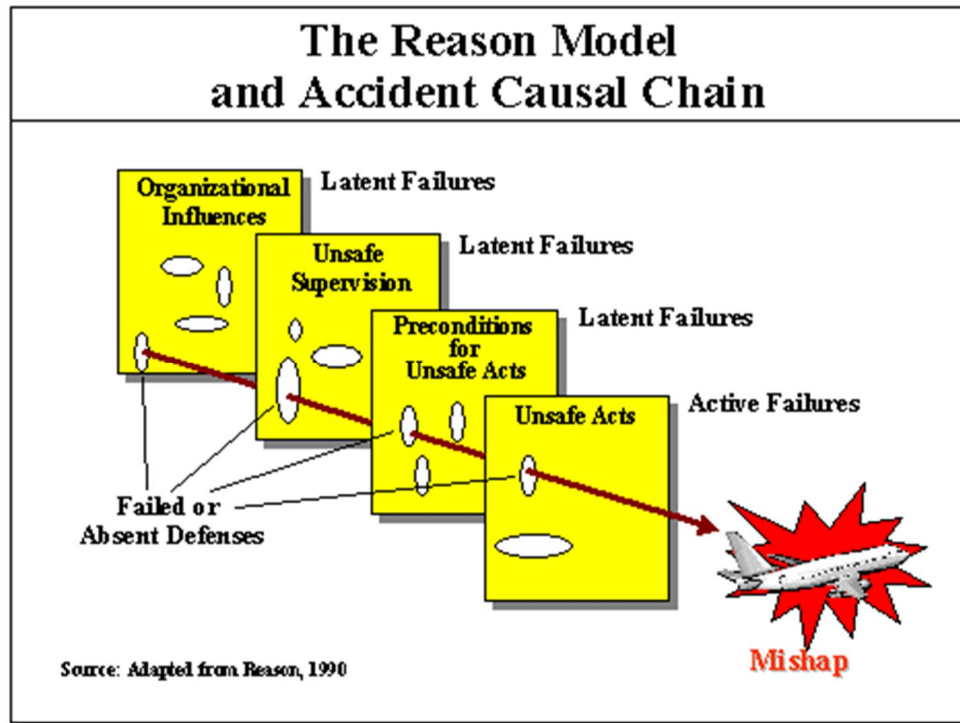 The Reason Model
and Accident Causal Chain
Organizational
Influences
Latent Failures
Unsafe
Supervision
Latent Failures
Preconditions
for
Unsafe Acts
Latent Failures
Unsafe Acts
Active Failures
Failed or
Absent Defenses
Mishap
Source: Adapted from Reason, 1990